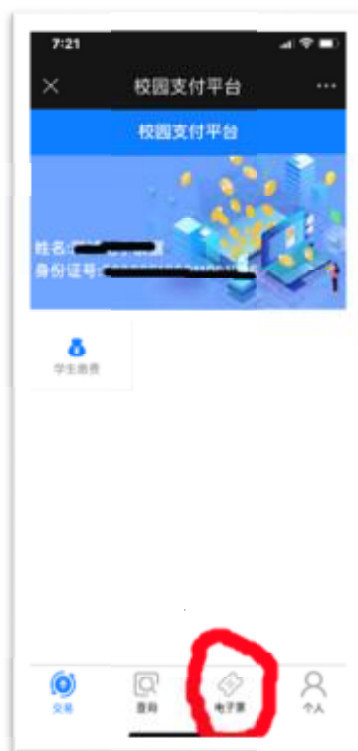 7:21
校园支付平台
校园支付平台
姓名:
身份证号:
学生缴费
交易
查询
电子票
个人